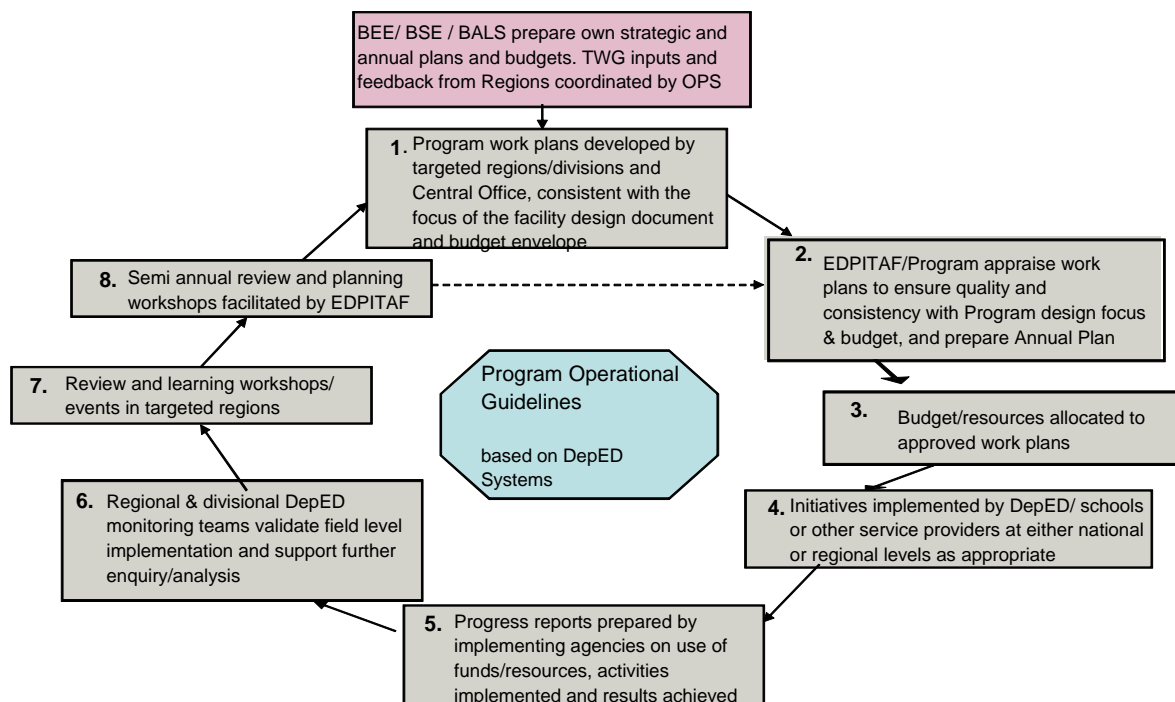 BEE/ BSE / BALS prepare own strategic and
annual plans and budgets. TWG inputs and
feedback from Regions coordinated by OPS
1. Program work plans developed by
targeted regions/divisions and
Central Office, consistent with the
focus of the facility design document
and budget envelope
2. EDPITAF/Program appraise work
plans to ensure quality and
consistency with Program design focus
& budget, and prepare Annual Plan
3. Budget/resources allocated to
approved work plans
4. Initiatives implemented by DepED/ schools
or other service providers at either national
or regional levels as appropriate
5. Progress reports prepared by
implementing agencies on use of
funds/resources, activities
implemented and results achieved
6. Regional & divisional DepED
monitoring teams validate field level
implementation and support further
enquiry/analysis
7. Review and learning workshops/
events in targeted regions
8. Semi annual review and planning
workshops facilitated by EDPITAF
Program Operational
Guidelines
based on DepED
Systems